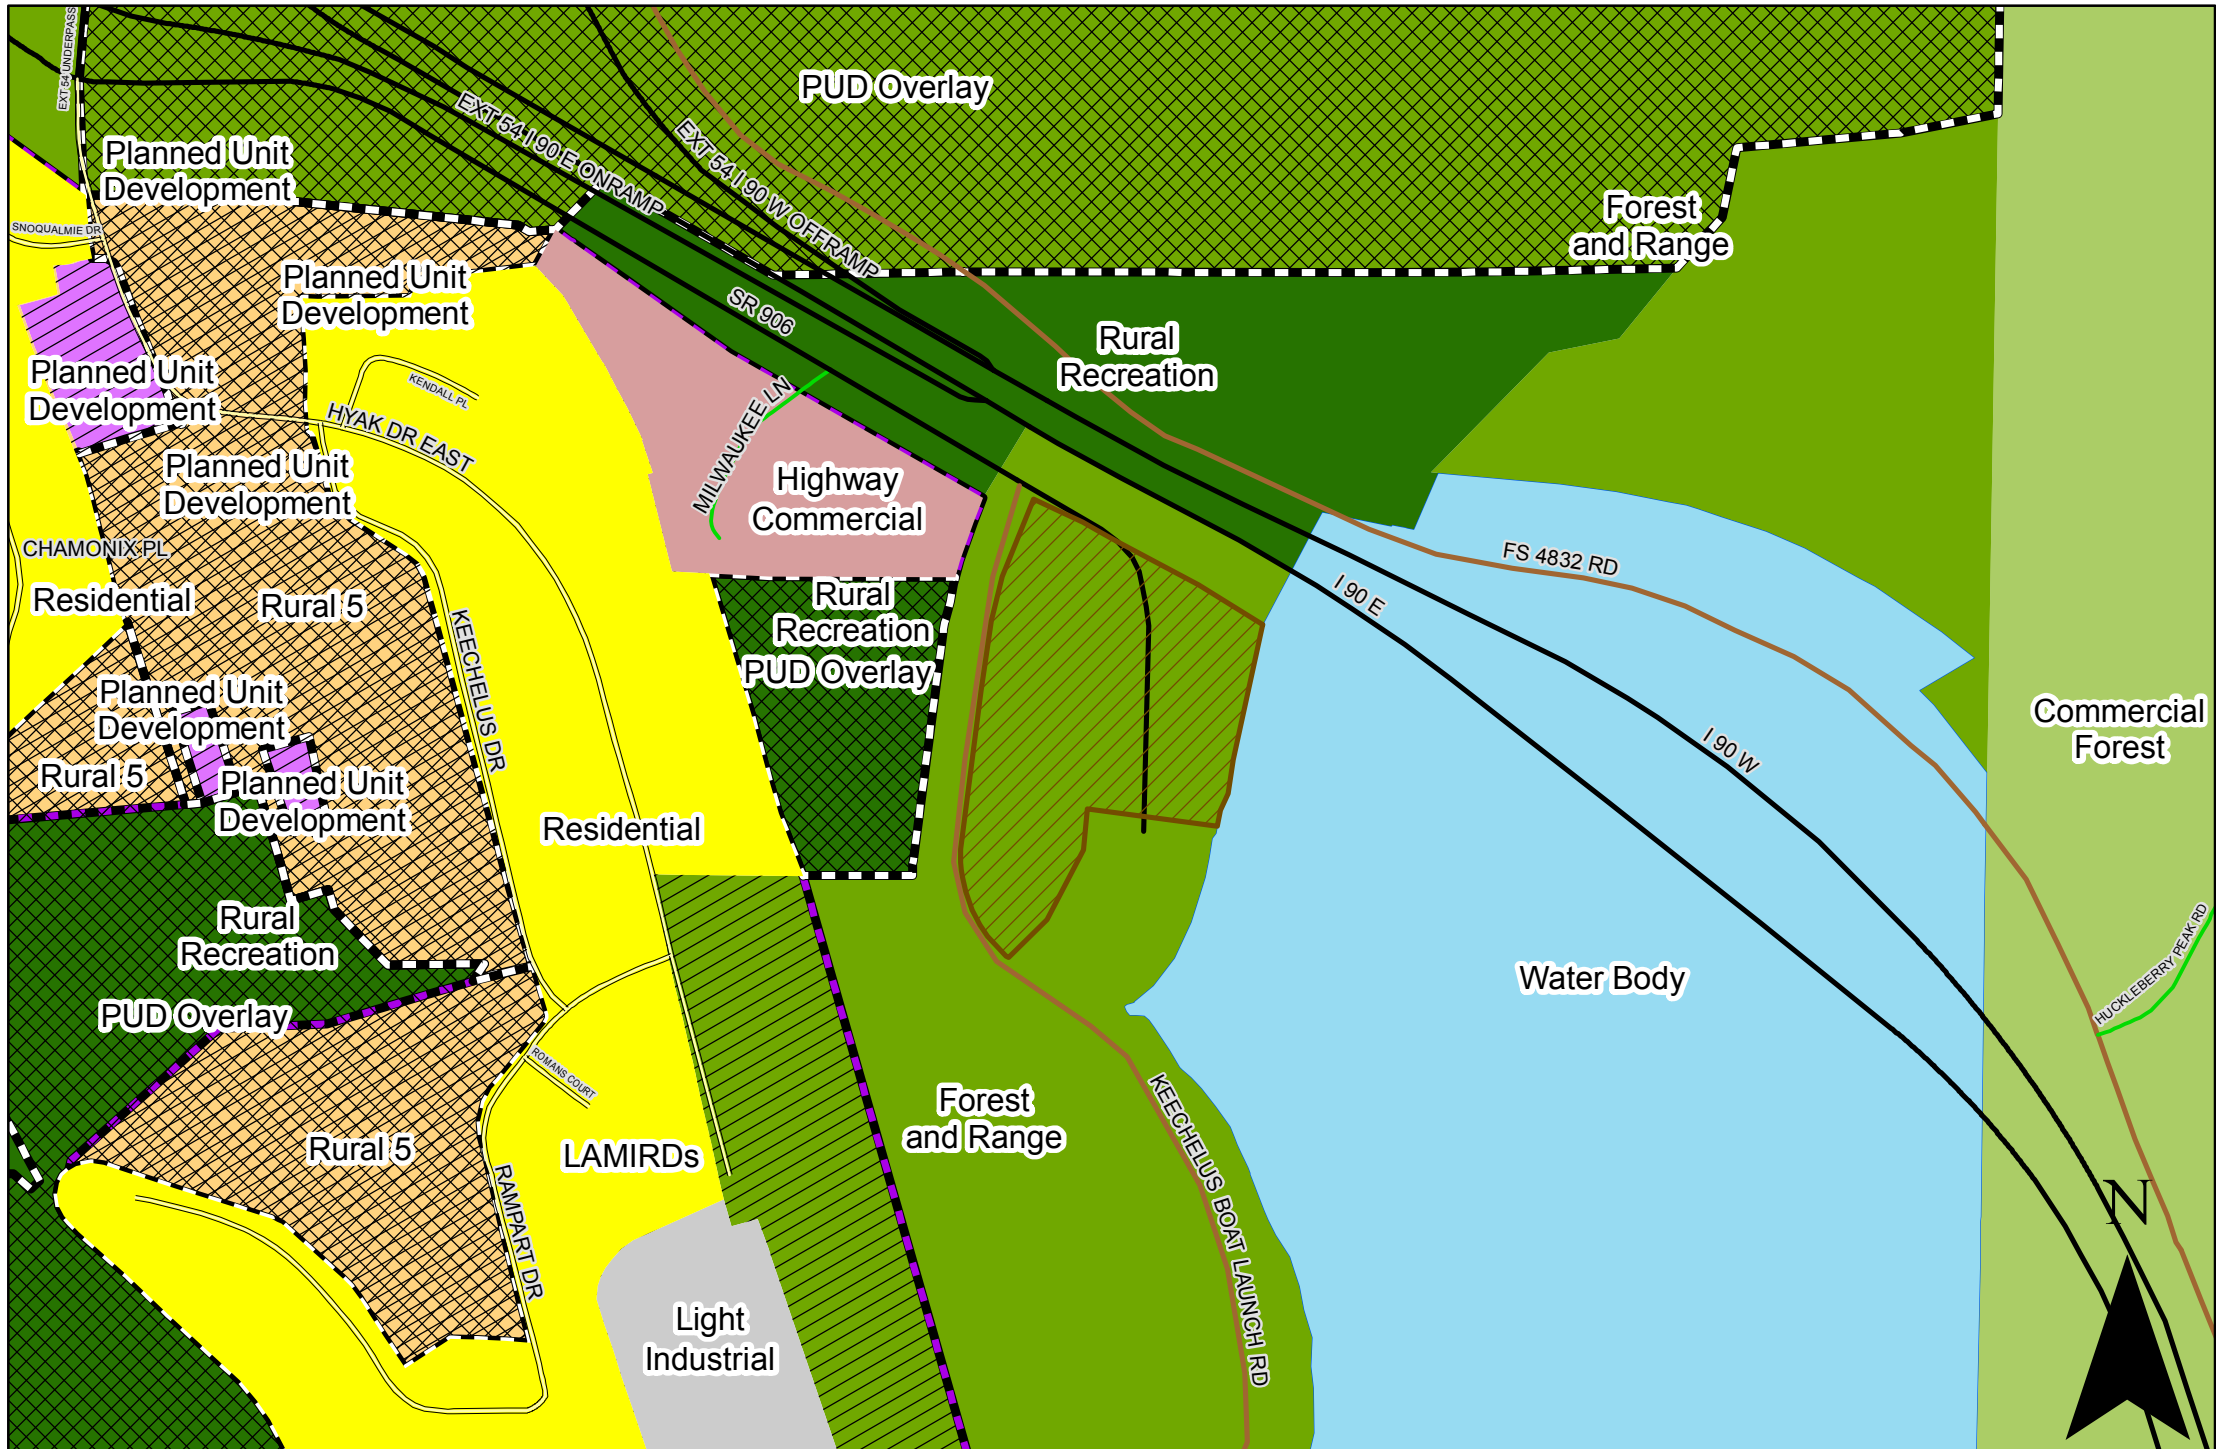 EXT 54 UNDERPASS
PUD Overlay
EXT 54 I 90 E ONRAMP
EXT 54 I 90 W OFFRAMP
Planned Unit
Development
Forest
and Range
SNOQUALMIE DR
Planned Unit
Development
SR 906
Rural
Recreation
Planned Unit
Development
KENDALL PL
MILWAUKEE LN
HYAK DR EAST
Planned Unit
Development
Highway
Commercial
CHAMONIX PL
FS 4832 RD
Residential
Rural 5
I 90 E
Rural
Recreation
PUD Overlay
KEECHELUS DR
Planned Unit
Development
Commercial
Forest
I 90 W
Rural 5
Planned Unit
Development
Residential
Rural
Recreation
HUCKLEBERRY PEAK RD
Water Body
PUD Overlay
ROMANS COURT
Forest
and Range
KEECHELUS BOAT LAUNCH RD
Rural 5
LAMIRDs
RAMPART DR
N
Light
Industrial